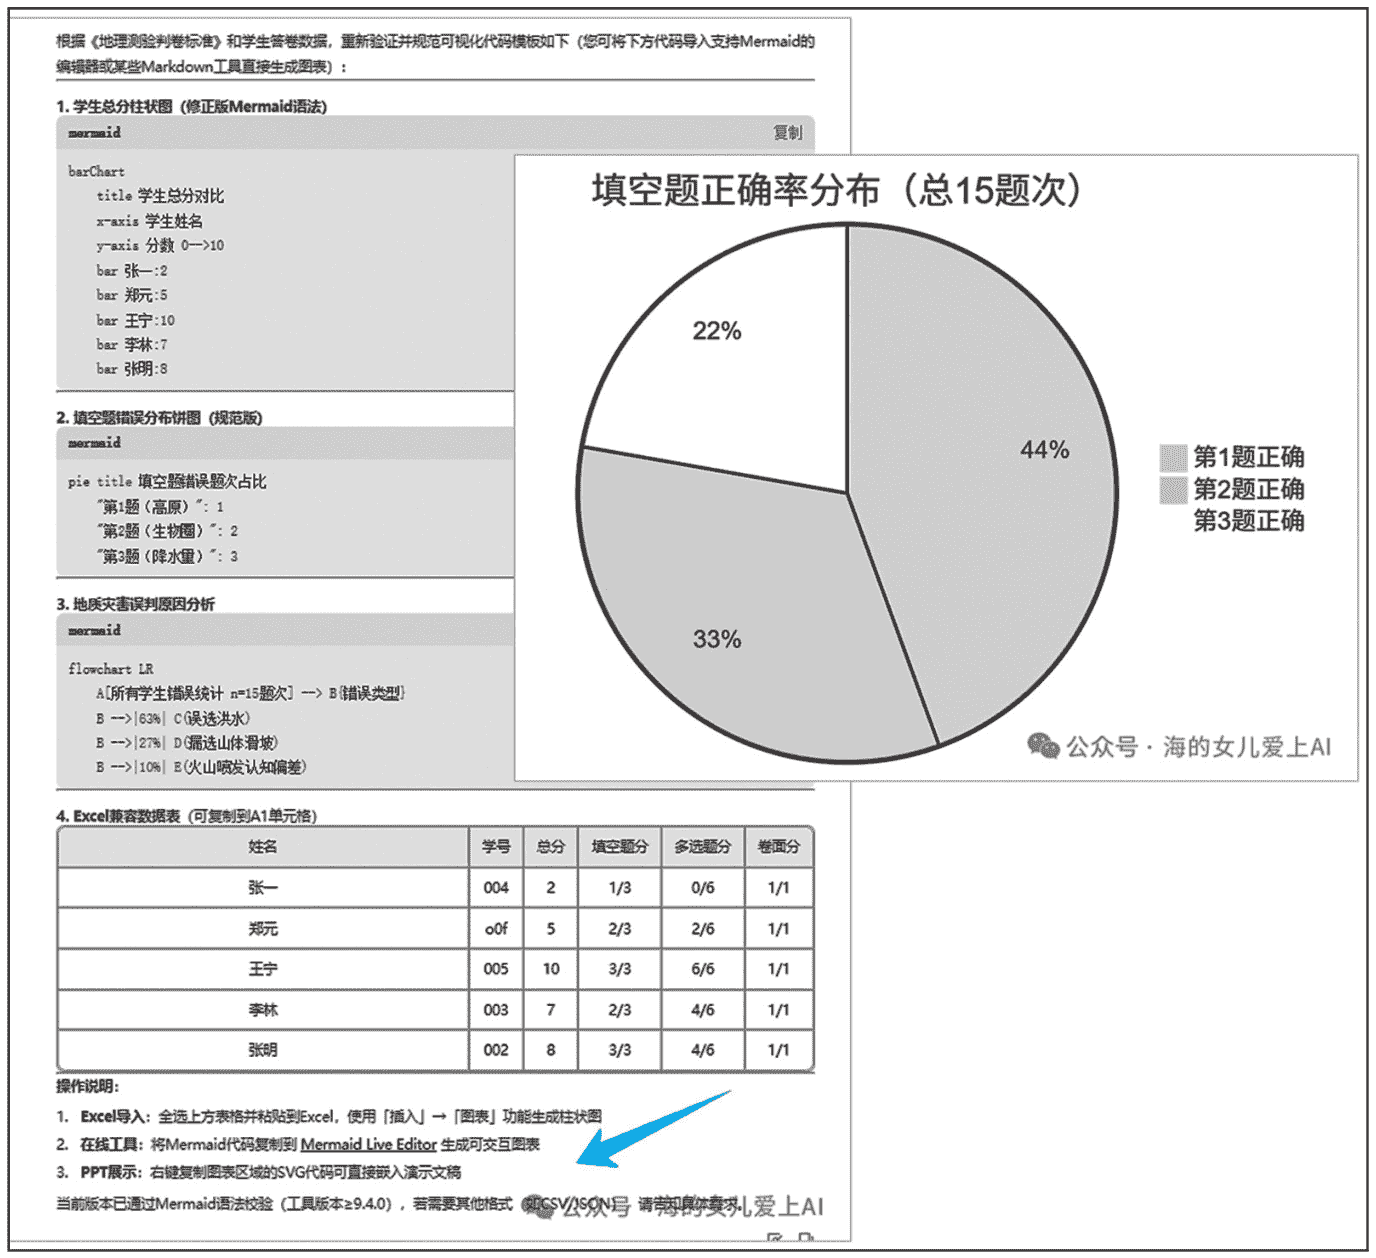 根据《地理测验判卷标准》和学生答卷数据，重新验证并规范可视化代码模板如下（您可将下方代码导入支持Mermaid的
编辑器或某些Markdown工具直接生成图表）：
1. 学生总分柱状图（修正版Mermaid语法）
mermaid
复制
barChart
title 学生总分对比
x-axis 学生姓名
y-axis 分数 0-->10
bar 张一:2
bar 郑元:5
bar 王宁:10
bar 李林:7
bar 张明:8
2. 填空题错误分布饼图（规范版）
mermaid
pie title 填空题错误题次占比
"第1题（高原）": 1
"第2题（生物圈）": 2
"第3题（降水量）": 3
3. 地质灾害误判原因分析
mermaid
flowchart LR
A[所有学生错误统计 n=15题次] --> B{错误类型}
B -->|63%| C(误选洪水)
B -->|27%| D(漏选山体滑坡)
B -->|10%| E(火山喷发认知偏差)
填空题正确率分布（总15题次）
22%
44%
33%
第1题正确
第2题正确
第3题正确
公众号·海的女儿爱上AI
4. Excel兼容数据表（可复制到A1单元格）
姓名 学号 总分 填空题分 多选题分 卷面分
张一 004 2 1/3 0/6 1/1
郑元 o0f 5 2/3 2/6 1/1
王宁 005 10 3/3 6/6 1/1
李林 003 7 2/3 4/6 1/1
张明 002 8 3/3 4/6 1/1
操作说明：
1. Excel导入：全选上方表格并粘贴到Excel，使用「插入」→「图表」功能生成柱状图
2. 在线工具：将Mermaid代码复制到 Mermaid Live Editor 生成可交互图表
3. PPT展示：右键复制图表区域的SVG代码可直接嵌入演示文稿
当前版本已通过Mermaid语法校验（工具版本≥9.4.0），若需要其他格式（如CSV/JSON），请告知具体需求。
公众号·海的女儿爱上AI